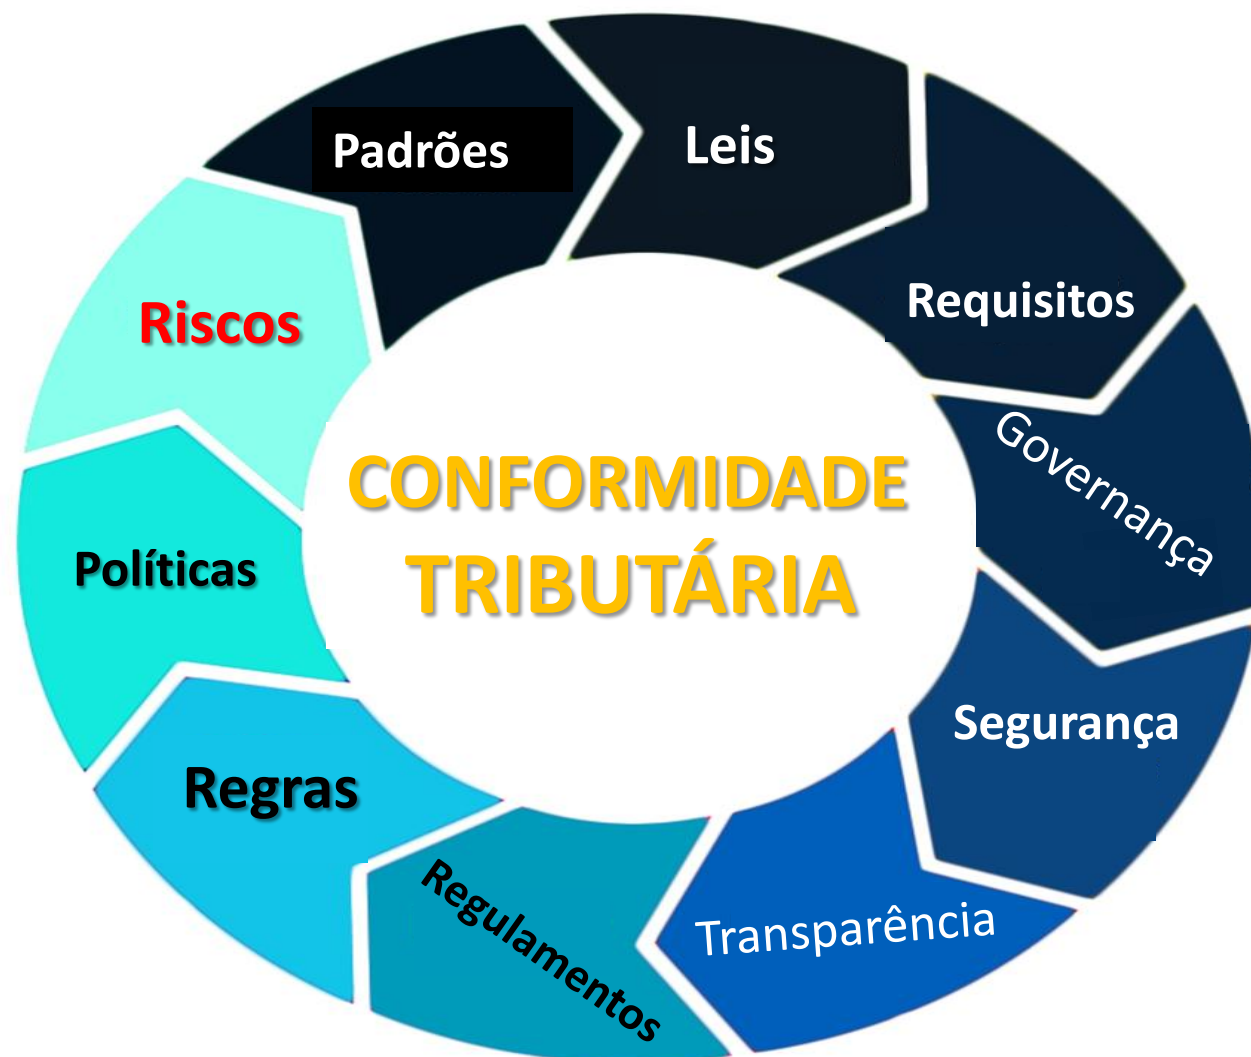 Padrões
Leis
Requisitos
Governança
Segurança
Transparência
Regulamentos
Regras
Políticas
Riscos
CONFORMIDADE
TRIBUTÁRIA